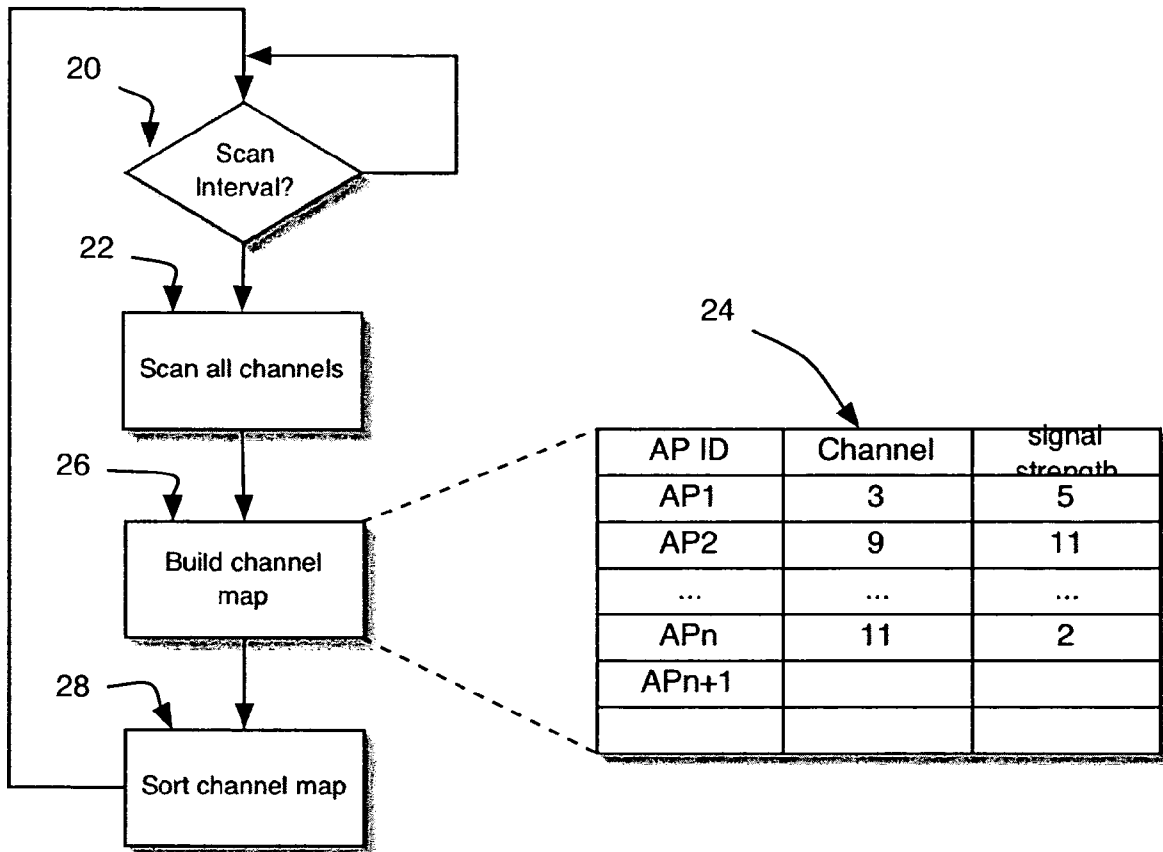 20
Scan
Interval?
22
Scan all channels
24
26
Build channel
map
AP ID Channel signal
strength
AP1 3 5
AP2 9 11
... ... ...
APn 11 2
APn+1
28
Sort channel map